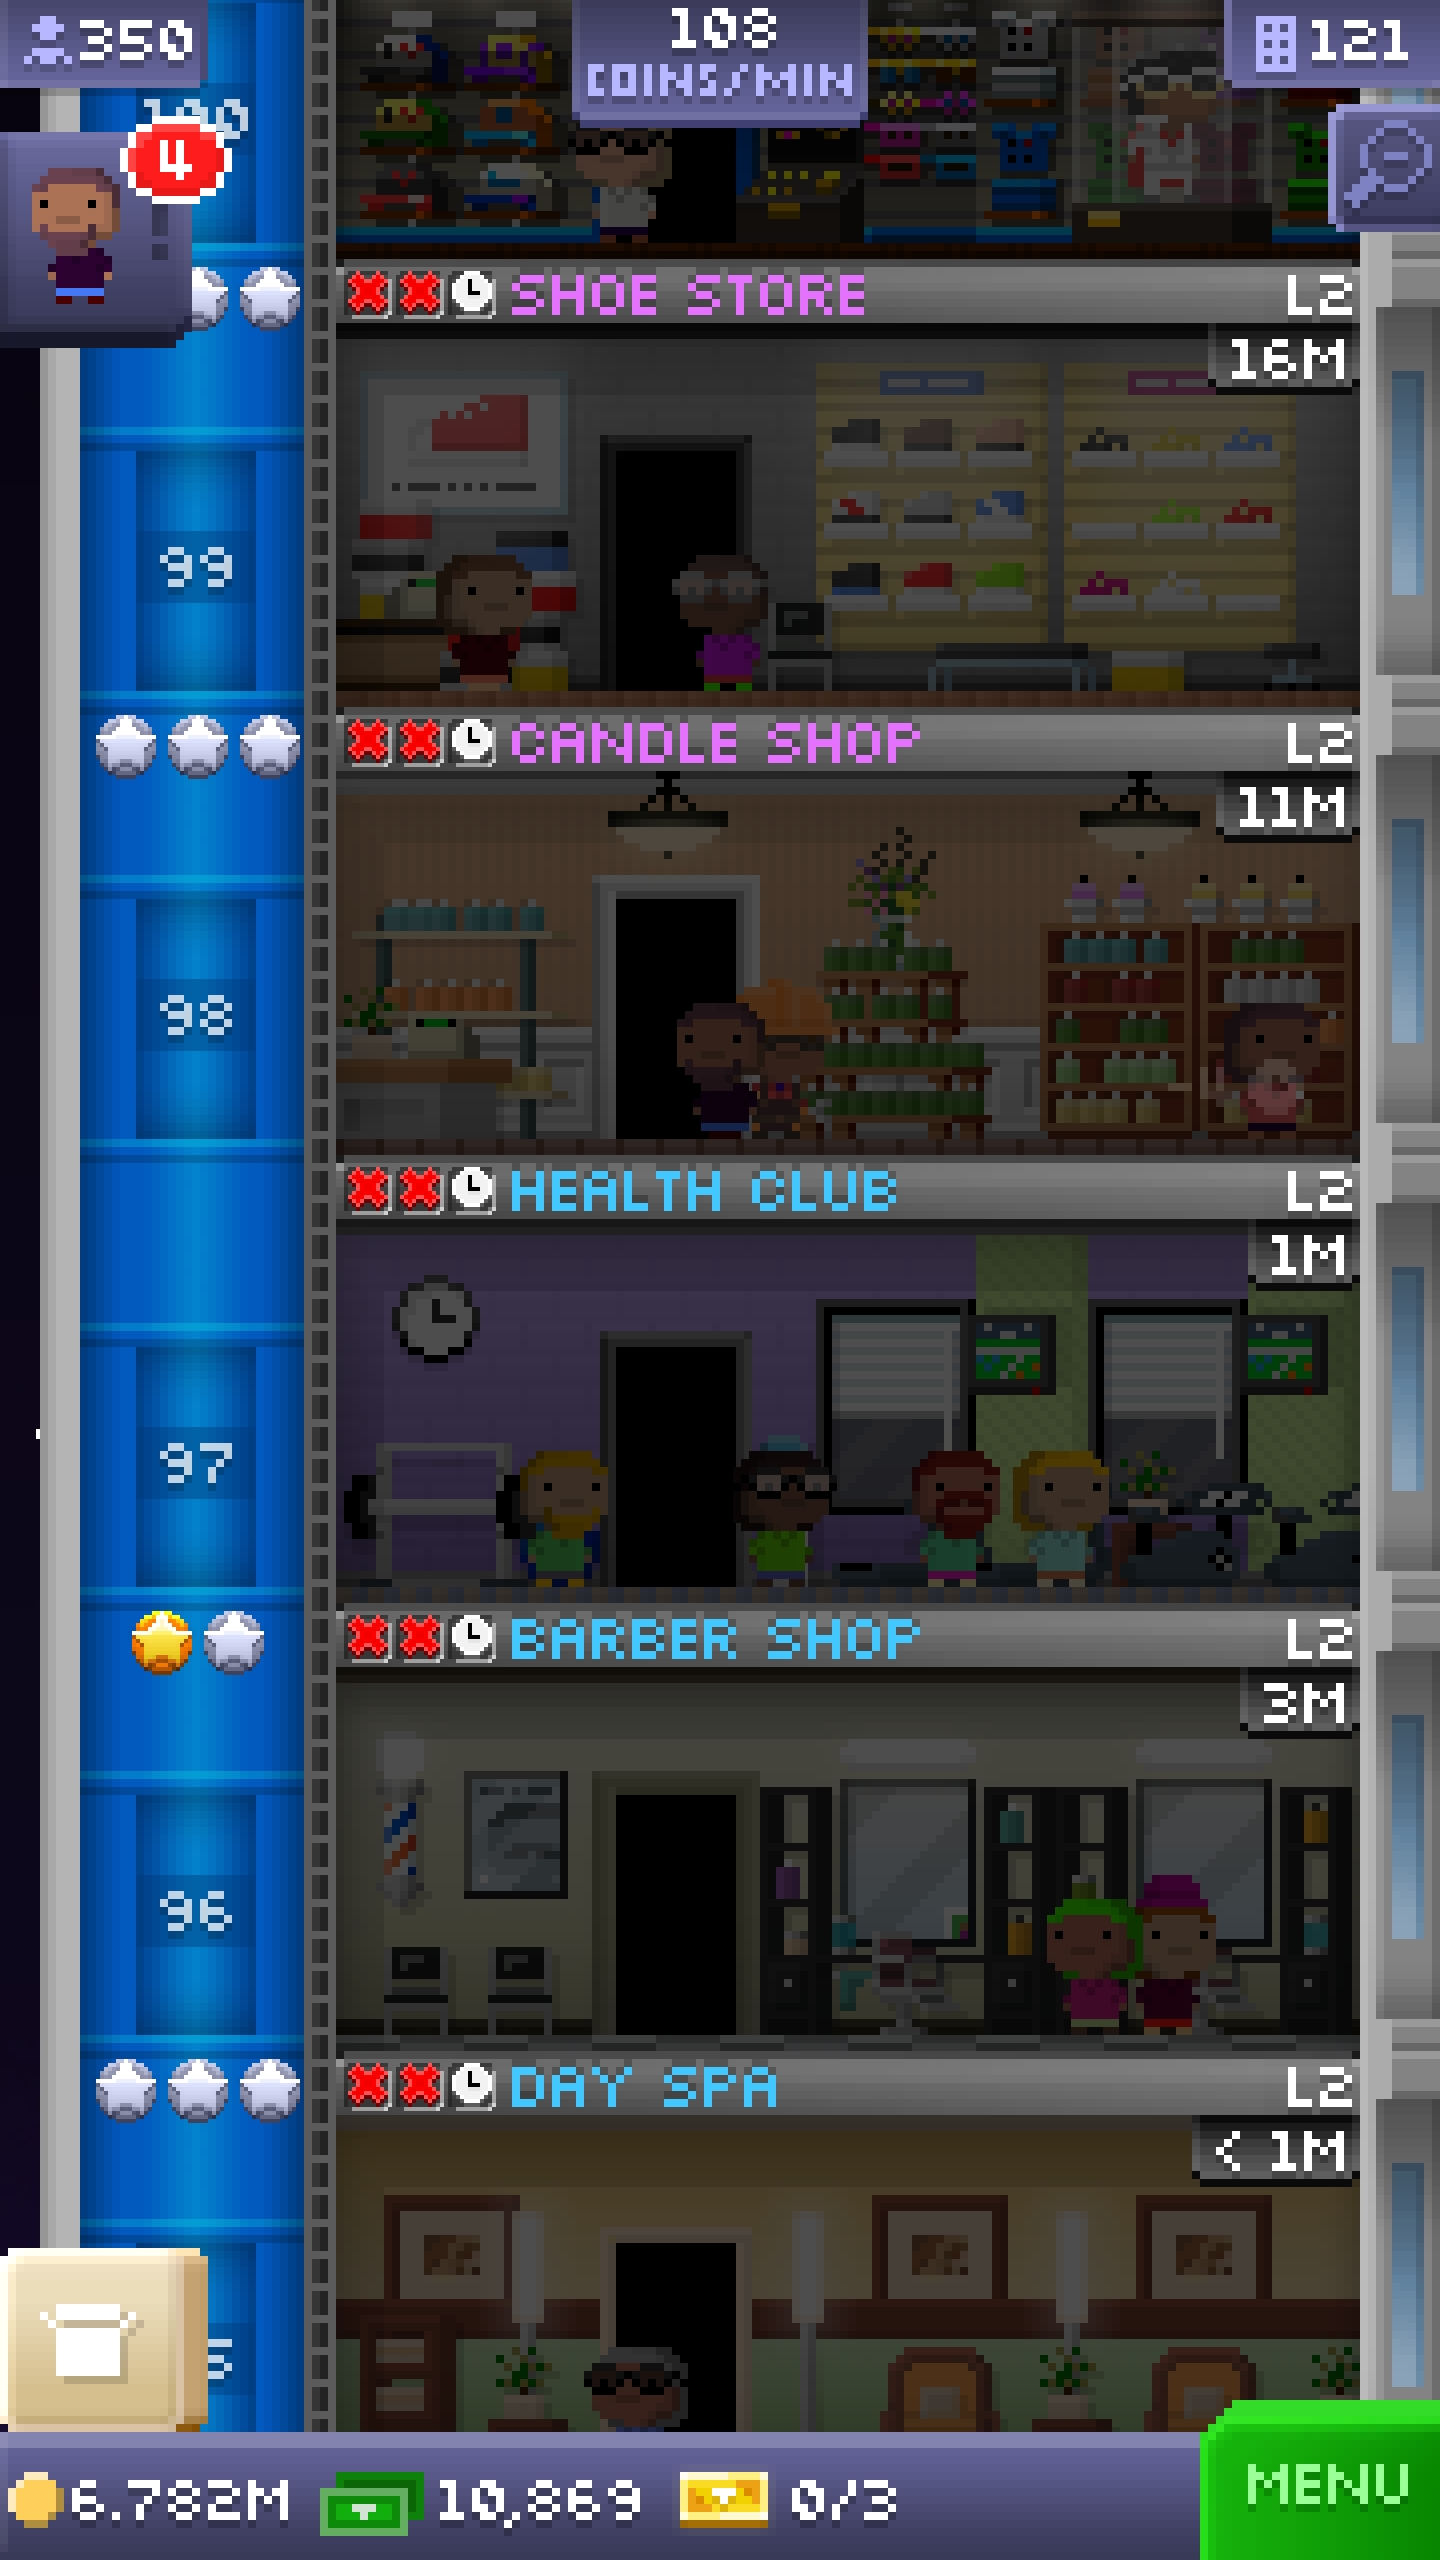 350
108
COINS/MIN
121
4
SHOE STORE
L2
16M
99
CANDLE SHOP
L2
11M
98
HEALTH CLUB
L2
1M
97
BARBER SHOP
L2
3M
96
DAY SPA
L2
< 1M
6.782M
10,869
0/3
MENU